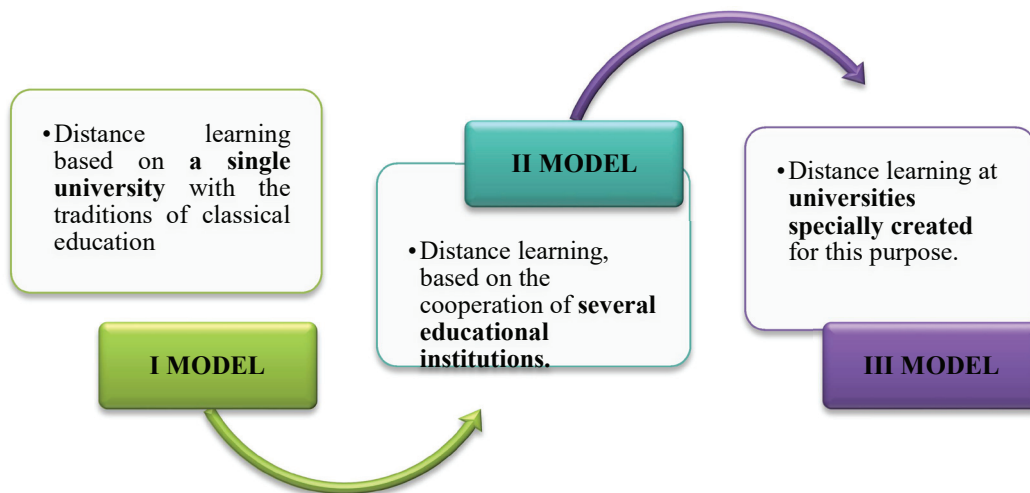 •Distance learning
based on a single
university with the
traditions of classical
education
I MODEL
II MODEL
•Distance learning,
based on the
cooperation of several
educational
institutions.
•Distance learning at
universities
specially created
for this purpose.
III MODEL